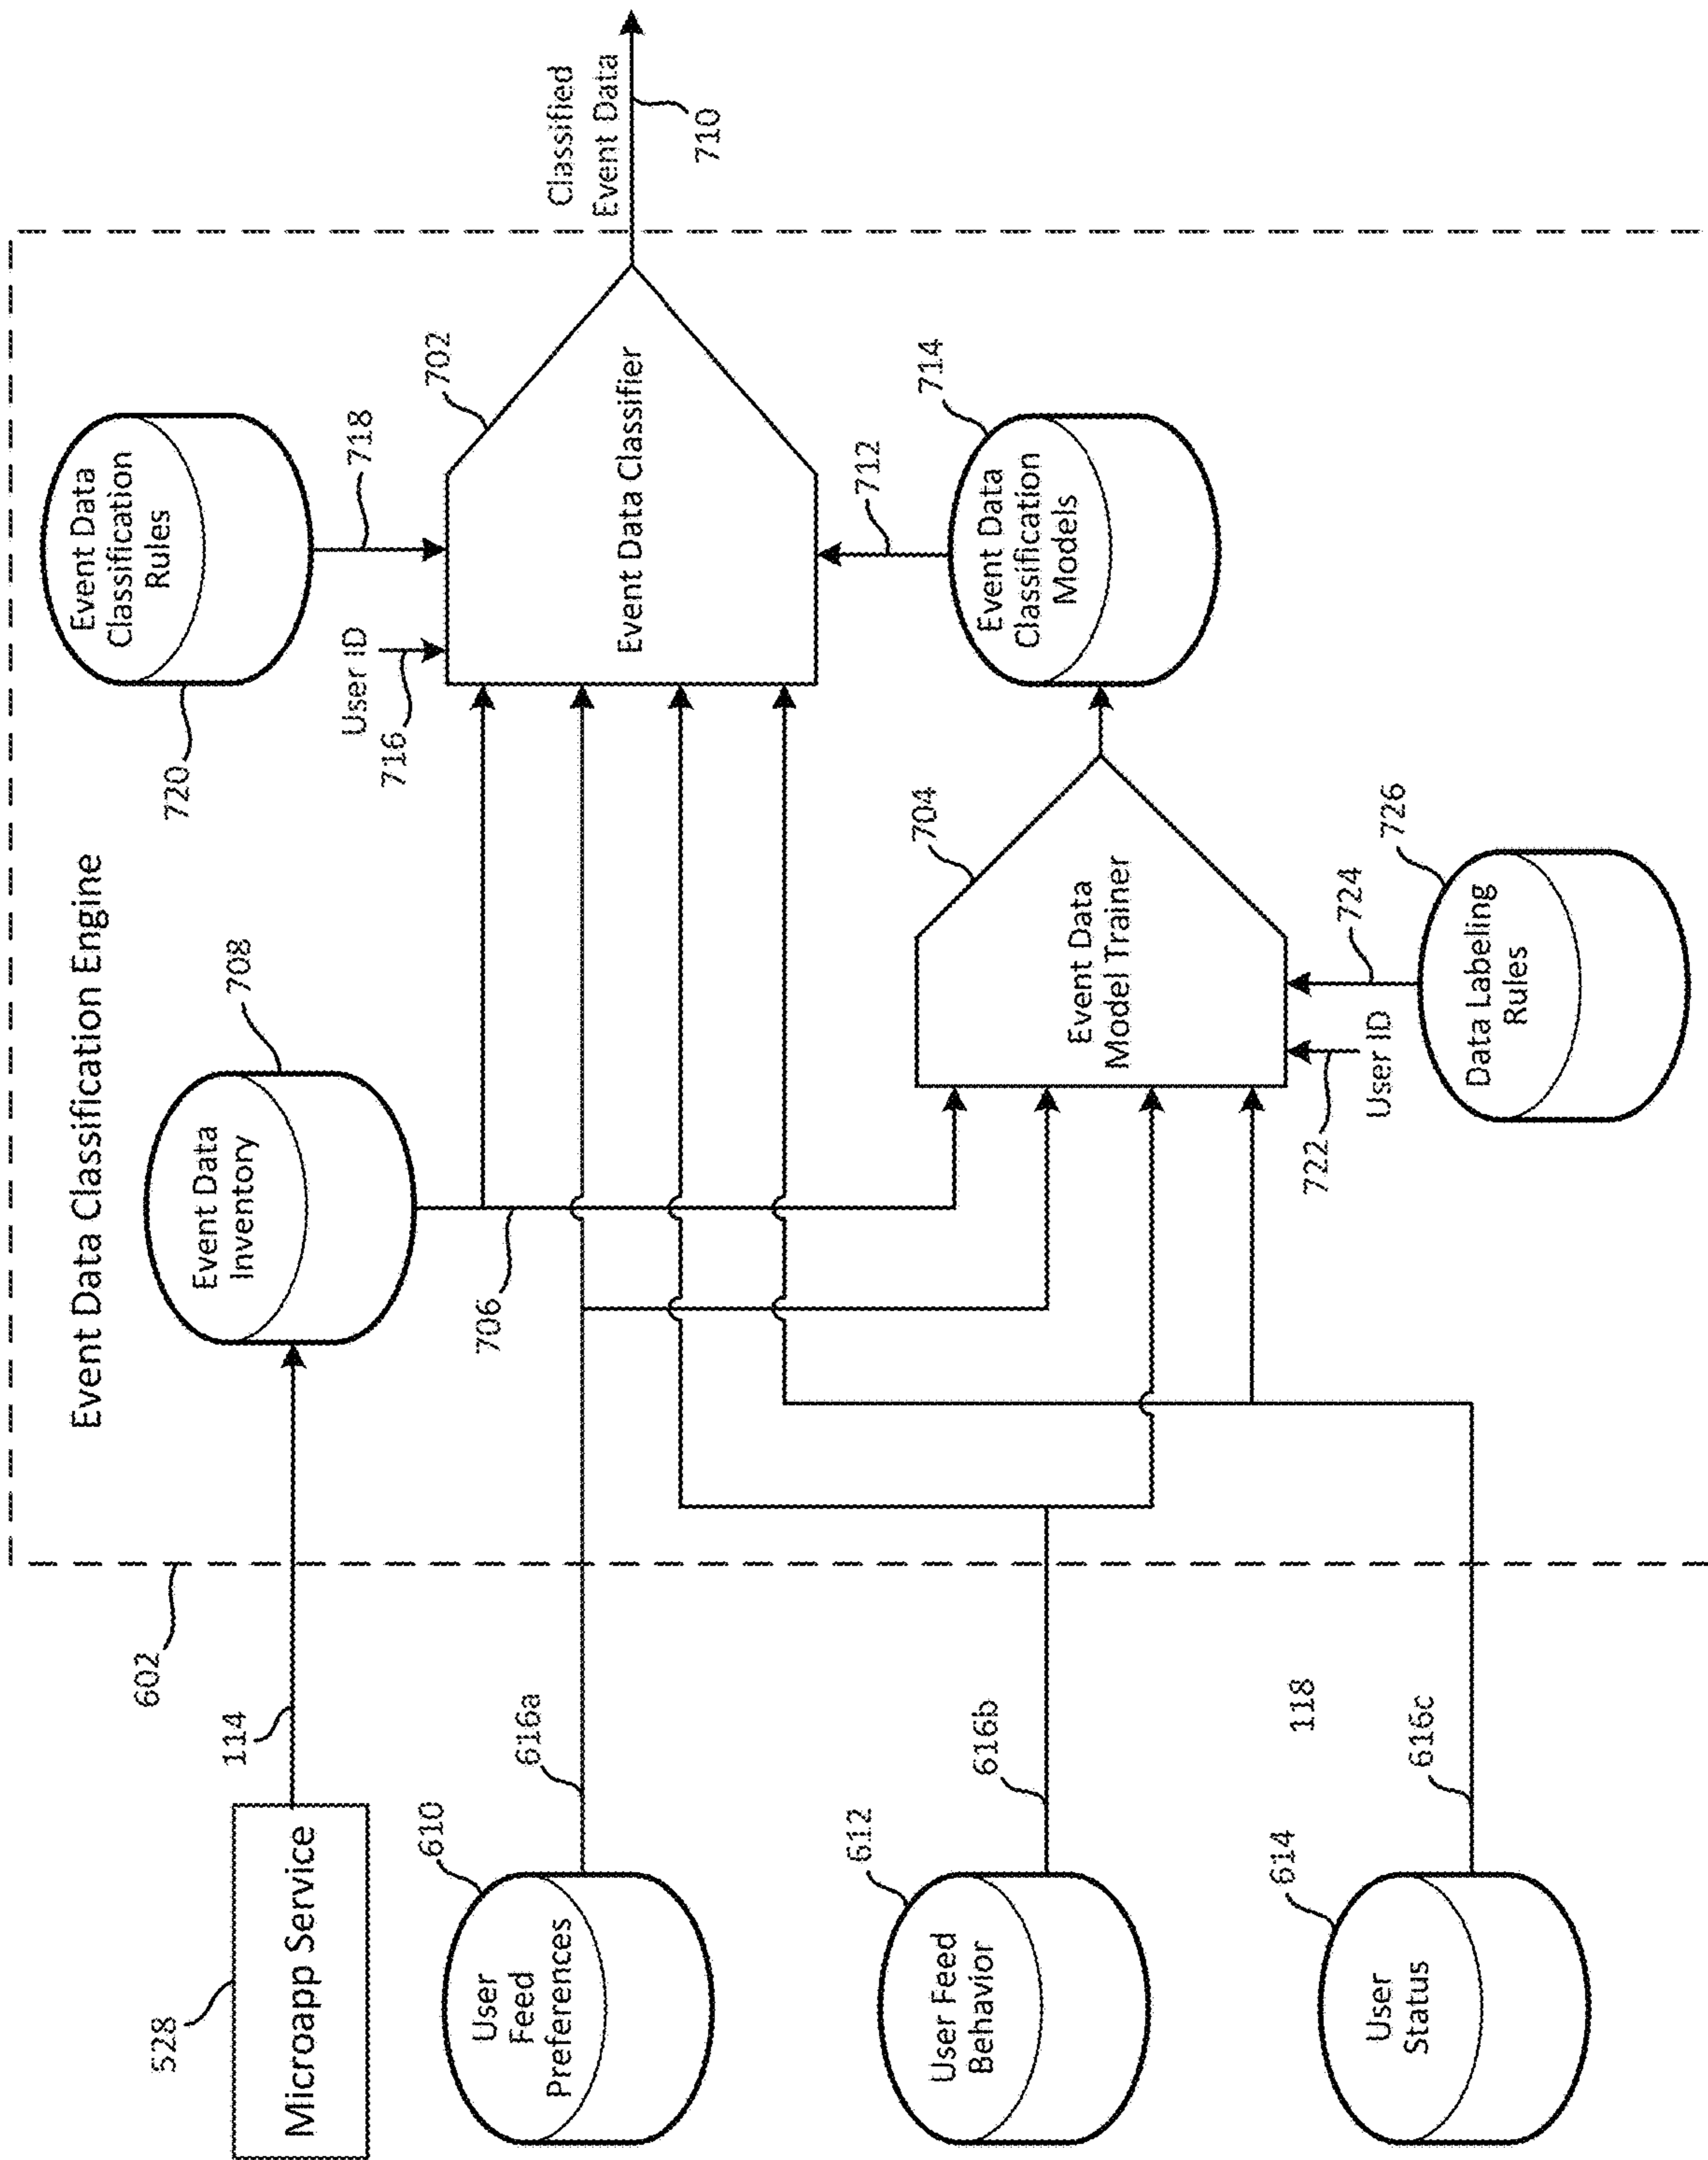 Event Data Classification Engine
602
528
Microapp Service
114
Event Data
Inventory
708
706
Event Data
Classification
Rules
720
718
User ID
716
Event Data Classifier
702
Classified
Event Data
710
User
Feed
Preferences
610
616a
User Feed
Behavior
612
616b
User
Status
614
616c
118
Event Data
Model Trainer
704
Event Data
Classification
Models
714
712
722
User ID
724
Data Labeling
Rules
726